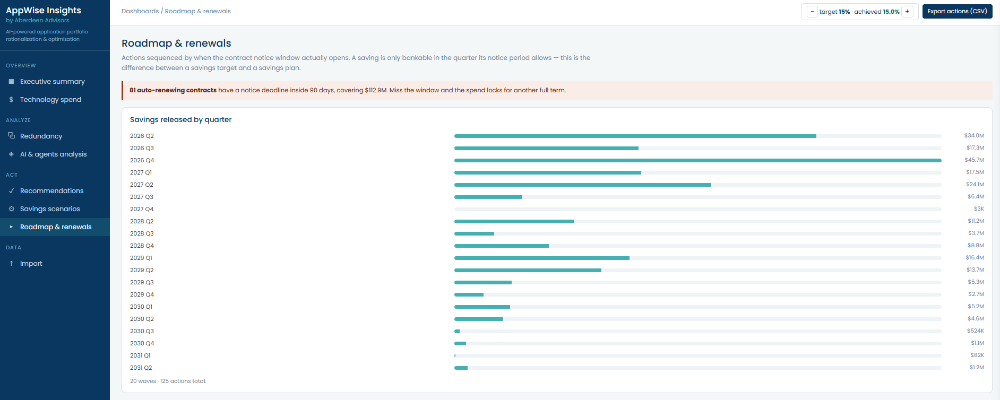 AppWise Insights
by Aberdeen Advisors
AI-powered application portfolio
rationalization & optimization
OVERVIEW
Executive summary
$ Technology spend
ANALYZE
Redundancy
AI & agents analysis
ACT
✓ Recommendations
Savings scenarios
Roadmap & renewals
DATA
↑ Import
Dashboards / Roadmap & renewals
- target 15% · achieved 15.0% +
Export actions (CSV)
Roadmap & renewals
Actions sequenced by when the contract notice window actually opens. A saving is only bankable in the quarter its notice period allows — this is the
difference between a savings target and a savings plan.
81 auto-renewing contracts have a notice deadline inside 90 days, covering $112.9M. Miss the window and the spend locks for another full term.
Savings released by quarter
2026 Q2 $34.0M
2026 Q3 $17.3M
2026 Q4 $45.7M
2027 Q1 $17.5M
2027 Q2 $24.1M
2027 Q3 $6.4M
2027 Q4 $3K
2028 Q2 $11.2M
2028 Q3 $3.7M
2028 Q4 $8.8M
2029 Q1 $16.4M
2029 Q2 $13.7M
2029 Q3 $5.3M
2029 Q4 $2.7M
2030 Q1 $5.2M
2030 Q2 $4.6M
2030 Q3 $524K
2030 Q4 $1.1M
2031 Q1 $82K
2031 Q2 $1.2M
20 waves · 125 actions total.